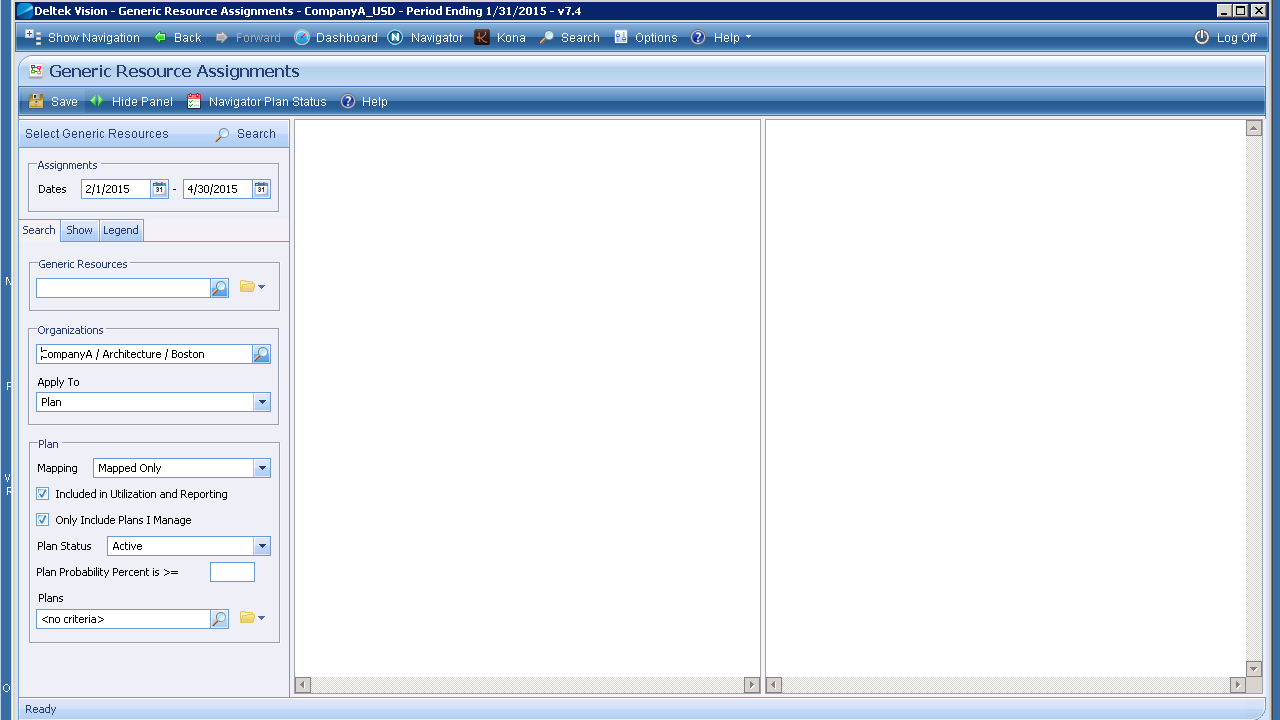 Deltek Vision - Generic Resource Assignments - CompanyA_USD - Period Ending 1/31/2015 - v7.4
Show Navigation Back Forward Dashboard N Navigator K Kona Search Options ? Help Log Off
Generic Resource Assignments
Save Hide Panel Navigator Plan Status ? Help
Select Generic Resources Search
Assignments
Dates 2/1/2015 31 - 4/30/2015 31
Search Show Legend
Generic Resources
Organizations
CompanyA / Architecture / Boston
Apply To
Plan
Plan
Mapping Mapped Only
Included in Utilization and Reporting
Only Include Plans I Manage
Plan Status Active
Plan Probability Percent is >=
Plans
<no criteria>
Ready